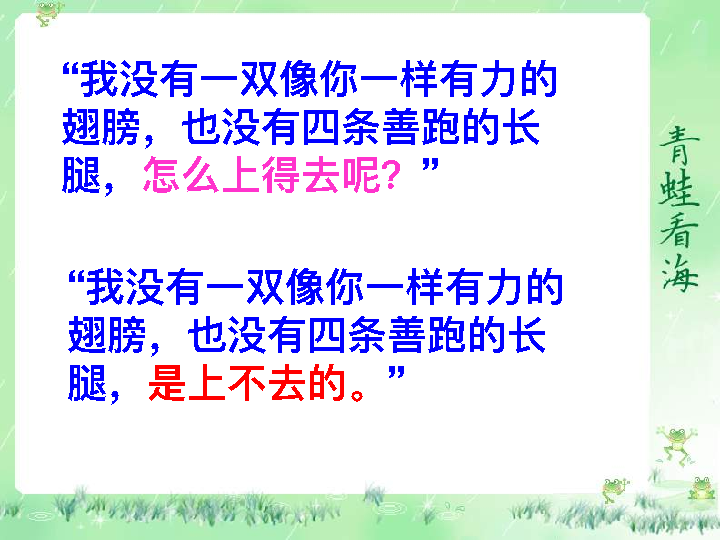 “我没有一双像你一样有力的
翅膀，也没有四条善跑的长
腿，怎么上得去呢？”
“我没有一双像你一样有力的
翅膀，也没有四条善跑的长
腿，是上不去的。”
青蛙看海